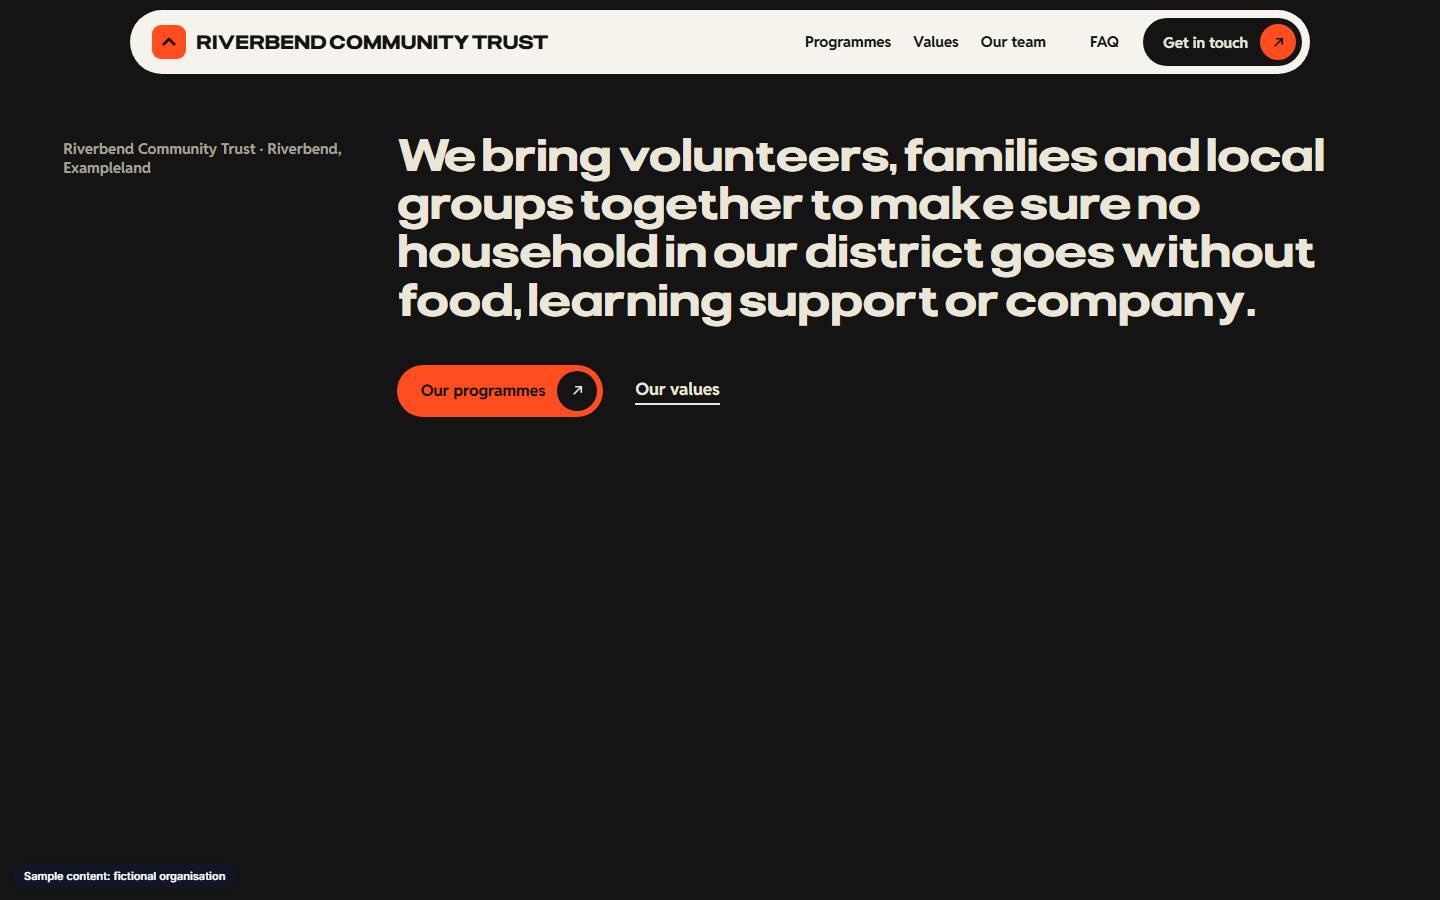 RIVERBEND COMMUNITY TRUST
Programmes
Values
Our team
FAQ
Get in touch
Riverbend Community Trust · Riverbend,
Exampleland
We bring volunteers, families and local
groups together to make sure no
household in our district goes without
food, learning support or company.
Our programmes
Our values
Sample content: fictional organisation